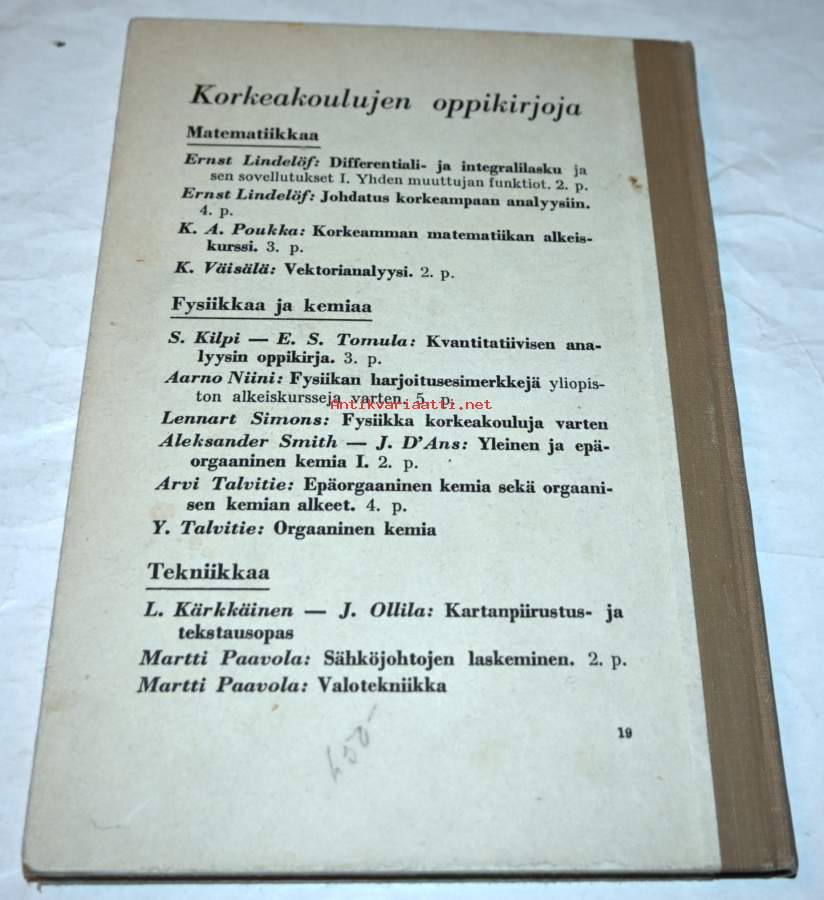 Korkeakoulujen oppikirjoja
Matematiikkaa
Ernst Lindelöf: Differentiali- ja integralilasku ja
sen sovellutukset I. Yhden muuttujan funktiot. 2. p.
Ernst Lindelöf: Johdatus korkeampaan analyysiin.
4. p.
K. A. Poukka: Korkeamman matematiikan alkeis-
kurssi. 3. p.
K. Väisälä: Vektorianalyysi. 2. p.
Fysiikkaa ja kemiaa
S. Kilpi — E. S. Tomula: Kvantitatiivisen ana-
lyysin oppikirja. 3. p.
Aarno Niini: Fysiikan harjoitusesimerkkejä yliopis-
ton alkeiskursseja varten. 5. p.
Antikvariaatti.net
Lennart Simons: Fysiikka korkeakouluja varten
Aleksander Smith — J. D'Ans: Yleinen ja epä-
orgaaninen kemia I. 2. p.
Arvi Talvitie: Epäorgaaninen kemia sekä orgaani-
sen kemian alkeet. 4. p.
Y. Talvitie: Orgaaninen kemia
Tekniikkaa
L. Kärkkäinen — J. Ollila: Kartanpiirustus- ja
tekstausopas
Martti Paavola: Sähköjohtojen laskeminen. 2. p.
Martti Paavola: Valotekniikka
19